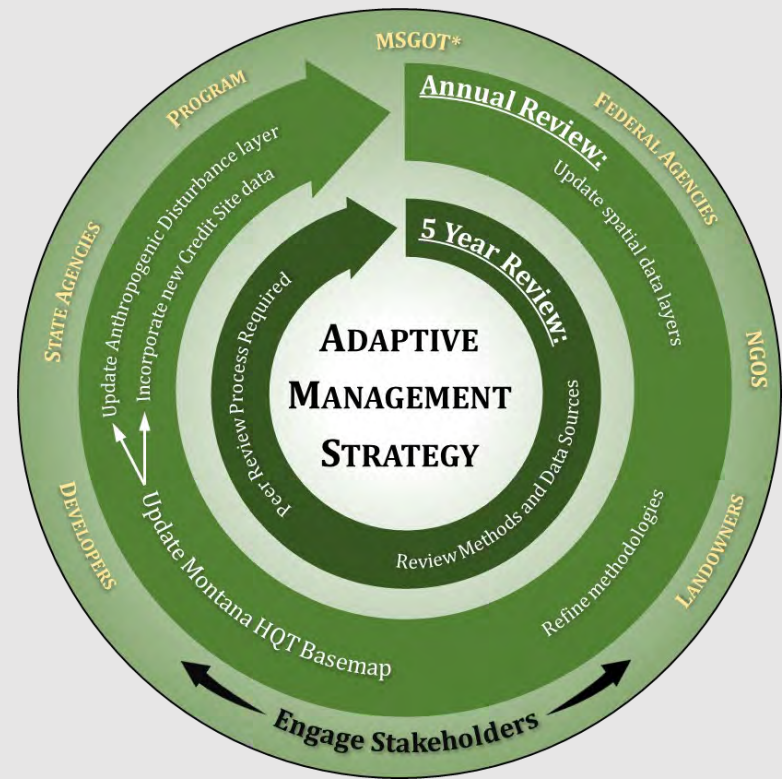 MSGOT*
FEDERAL AGENCIES
NGOS
LANDOWNERS
Engage Stakeholders
DEVELOPERS
STATE AGENCIES
PROGRAM
Annual Review:
Update spatial data layers
Refine methodologies
Update Montana HQT Basemap
Update Anthropogenic Disturbance layer
Incorporate new Credit Site data
5 Year Review:
Review Methods and Data Sources
Peer Review Process Required
ADAPTIVE
MANAGEMENT
STRATEGY